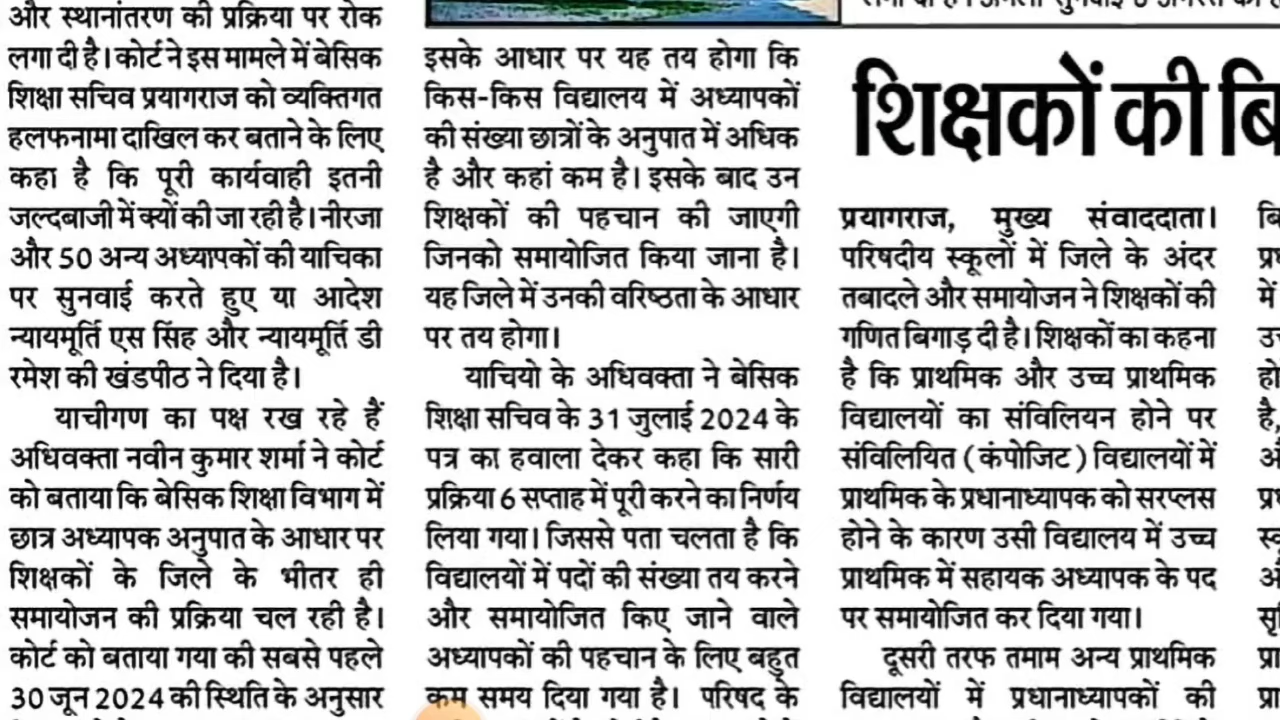 और स्थानांतरण की प्रक्रिया पर रोक
लगा दी है। कोर्ट ने इस मामले में बेसिक
शिक्षा सचिव प्रयागराज को व्यक्तिगत
हलफनामा दाखिल कर बताने के लिए
कहा है कि पूरी कार्यवाही इतनी
जल्दबाजी में क्यों की जा रही है। नीरजा
और 50 अन्य अध्यापकों की याचिका
पर सुनवाई करते हुए या आदेश
न्यायमूर्ति एस सिंह और न्यायमूर्ति डी
रमेश की खंडपीठ ने दिया है।
याचीगण का पक्ष रख रहे हैं
अधिवक्ता नवीन कुमार शर्मा ने कोर्ट
को बताया कि बेसिक शिक्षा विभाग में
छात्र अध्यापक अनुपात के आधार पर
शिक्षकों के जिले के भीतर ही
समायोजन की प्रक्रिया चल रही है।
कोर्ट को बताया गया की सबसे पहले
30 जून 2024 की स्थिति के अनुसार
इसके आधार पर यह तय होगा कि
किस-किस विद्यालय में अध्यापकों
की संख्या छात्रों के अनुपात में अधिक
है और कहां कम है। इसके बाद उन
शिक्षकों की पहचान की जाएगी
जिनको समायोजित किया जाना है।
यह जिले में उनकी वरिष्ठता के आधार
पर तय होगा।
याचियो के अधिवक्ता ने बेसिक
शिक्षा सचिव के 31 जुलाई 2024 के
पत्र का हवाला देकर कहा कि सारी
प्रक्रिया 6 सप्ताह में पूरी करने का निर्णय
लिया गया। जिससे पता चलता है कि
विद्यालयों में पदों की संख्या तय करने
और समायोजित किए जाने वाले
अध्यापकों की पहचान के लिए बहुत
कम समय दिया गया है। परिषद के
शिक्षकों की बि
प्रयागराज, मुख्य संवाददाता।
परिषदीय स्कूलों में जिले के अंदर
तबादले और समायोजन ने शिक्षकों की
गणित बिगाड़ दी है। शिक्षकों का कहना
है कि प्राथमिक और उच्च प्राथमिक
विद्यालयों का संविलियन होने पर
संविलियित (कंपोजिट) विद्यालयों में
प्राथमिक के प्रधानाध्यापक को सरप्लस
होने के कारण उसी विद्यालय में उच्च
प्राथमिक में सहायक अध्यापक के पद
पर समायोजित कर दिया गया।
दूसरी तरफ तमाम अन्य प्राथमिक
विद्यालयों में प्रधानाध्यापकों की